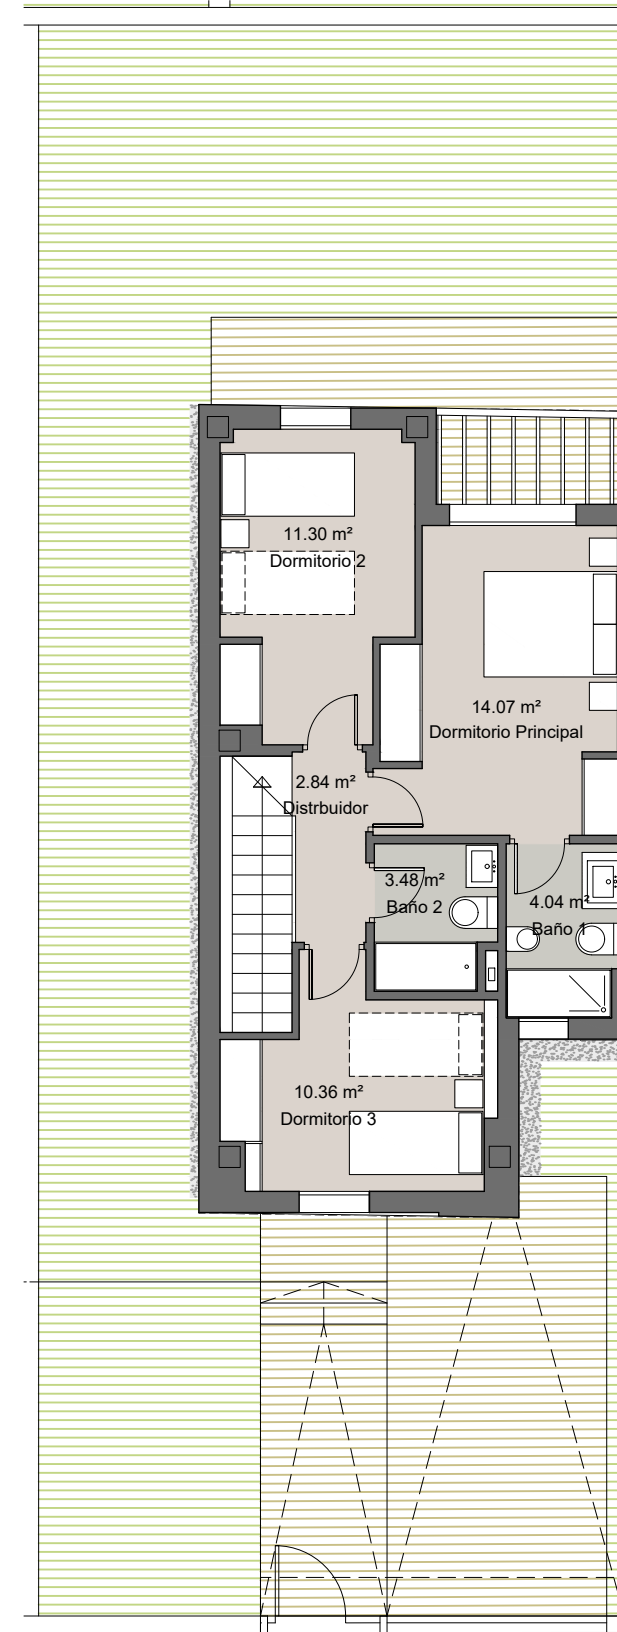 11.30 m²
Dormitorio 2
14.07 m²
Dormitorio Principal
2.84 m²
Distrbuidor
3.48 m²
Baño 2
4.04 m²
Baño 1
10.36 m²
Dormitorio 3